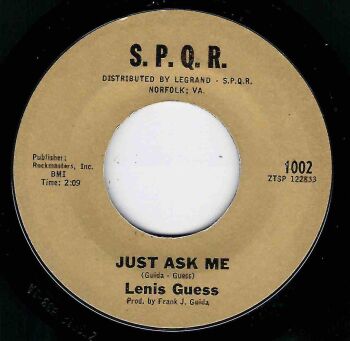 S. P. Q. R.
DISTRIBUTED BY LEGRAND - S.P.Q.R.
NORFOLK; VA.
Publisher;
Rockmasters, Inc.
BMI
Time: 2:09
1002
ZTSP 122833
JUST ASK ME
(Guida - Guess)
Lenis Guess
Prod. by Frank J. Guida